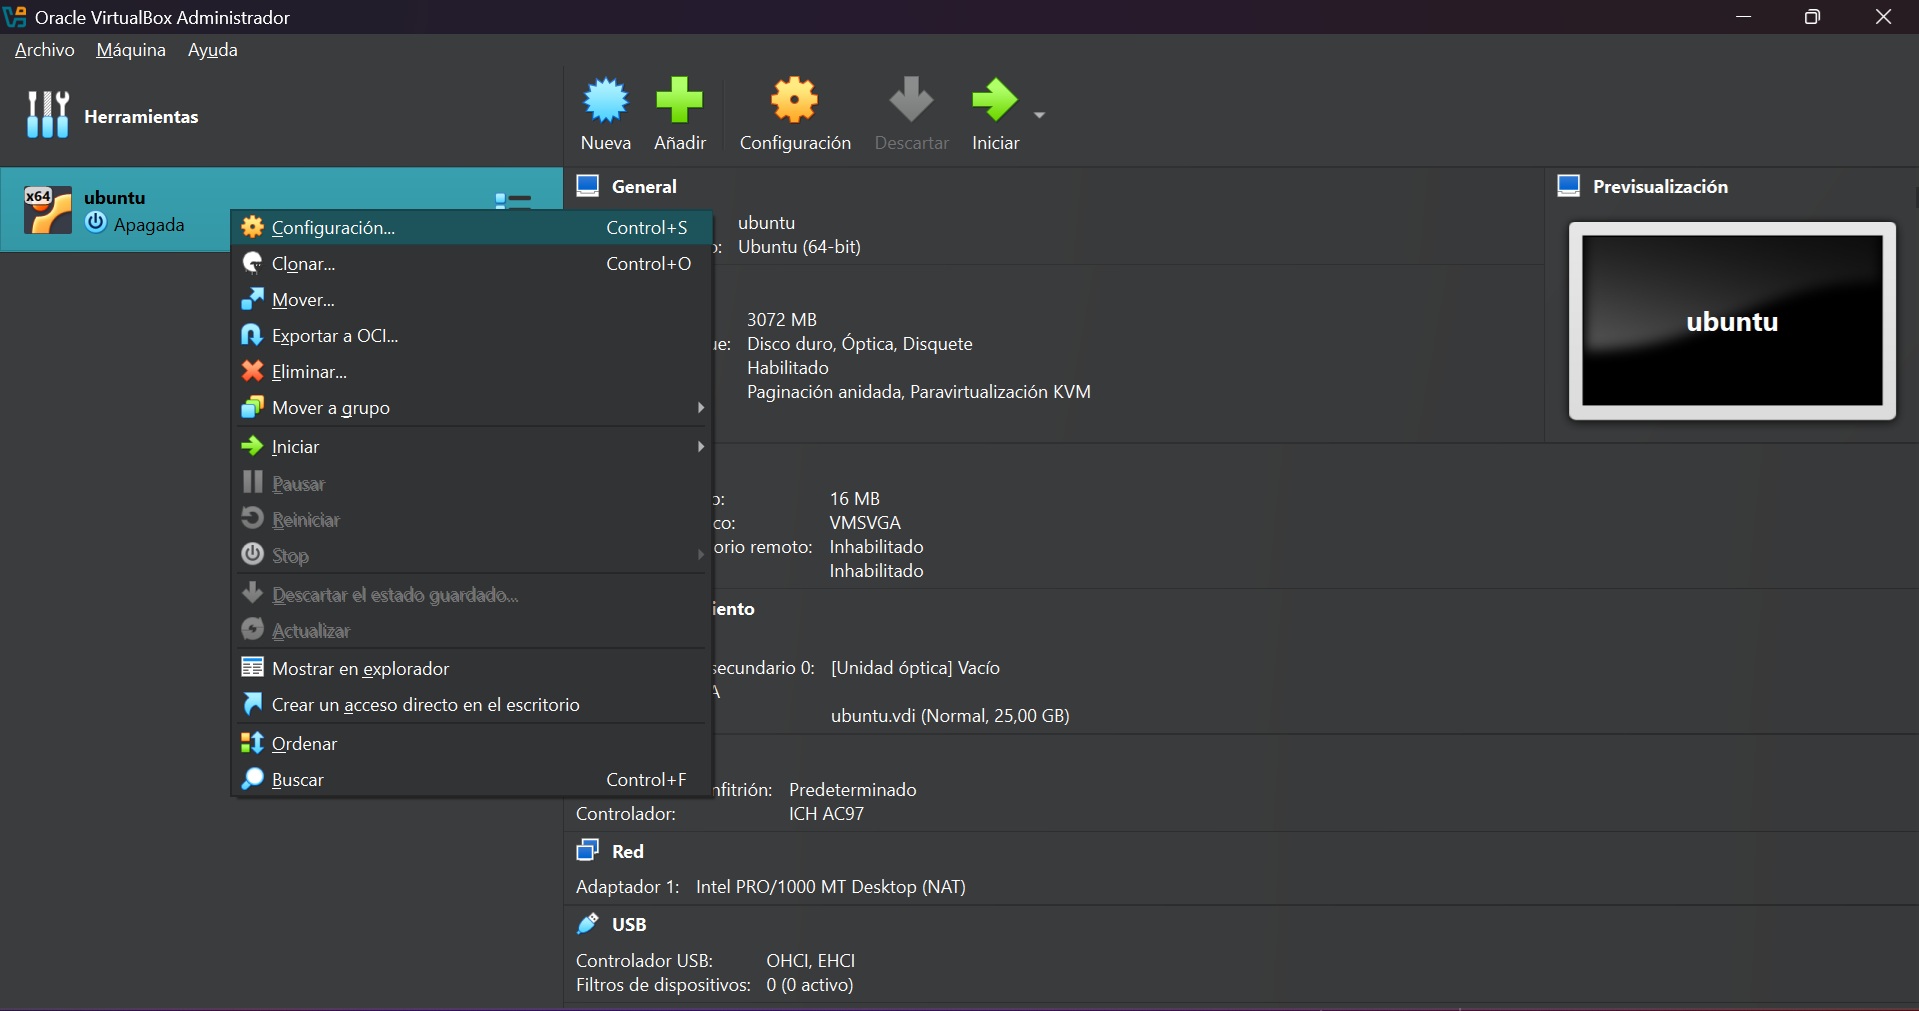 Oracle VirtualBox Administrador
Archivo Máquina Ayuda
Herramientas
Nueva Añadir Configuración Descartar Iniciar
x64
ubuntu
Apagada
Configuración... Control+S
Clonar... Control+O
Mover...
Exportar a OCI...
Eliminar...
Mover a grupo
Iniciar
Pausar
Reiniciar
Stop
Descartar el estado guardado...
Actualizar
Mostrar en explorador
Crear un acceso directo en el escritorio
Ordenar
Buscar Control+F
General
ubuntu
o: Ubuntu (64-bit)
3072 MB
ue: Disco duro, Óptica, Disquete
Habilitado
Paginación anidada, Paravirtualización KVM
o: 16 MB
co: VMSVGA
orio remoto: Inhabilitado
Inhabilitado
iento
secundario 0: [Unidad óptica] Vacío
A
ubuntu.vdi (Normal, 25,00 GB)
nfitrión: Predeterminado
Controlador: ICH AC97
Red
Adaptador 1: Intel PRO/1000 MT Desktop (NAT)
USB
Controlador USB: OHCI, EHCI
Filtros de dispositivos: 0 (0 activo)
Previsualización
ubuntu